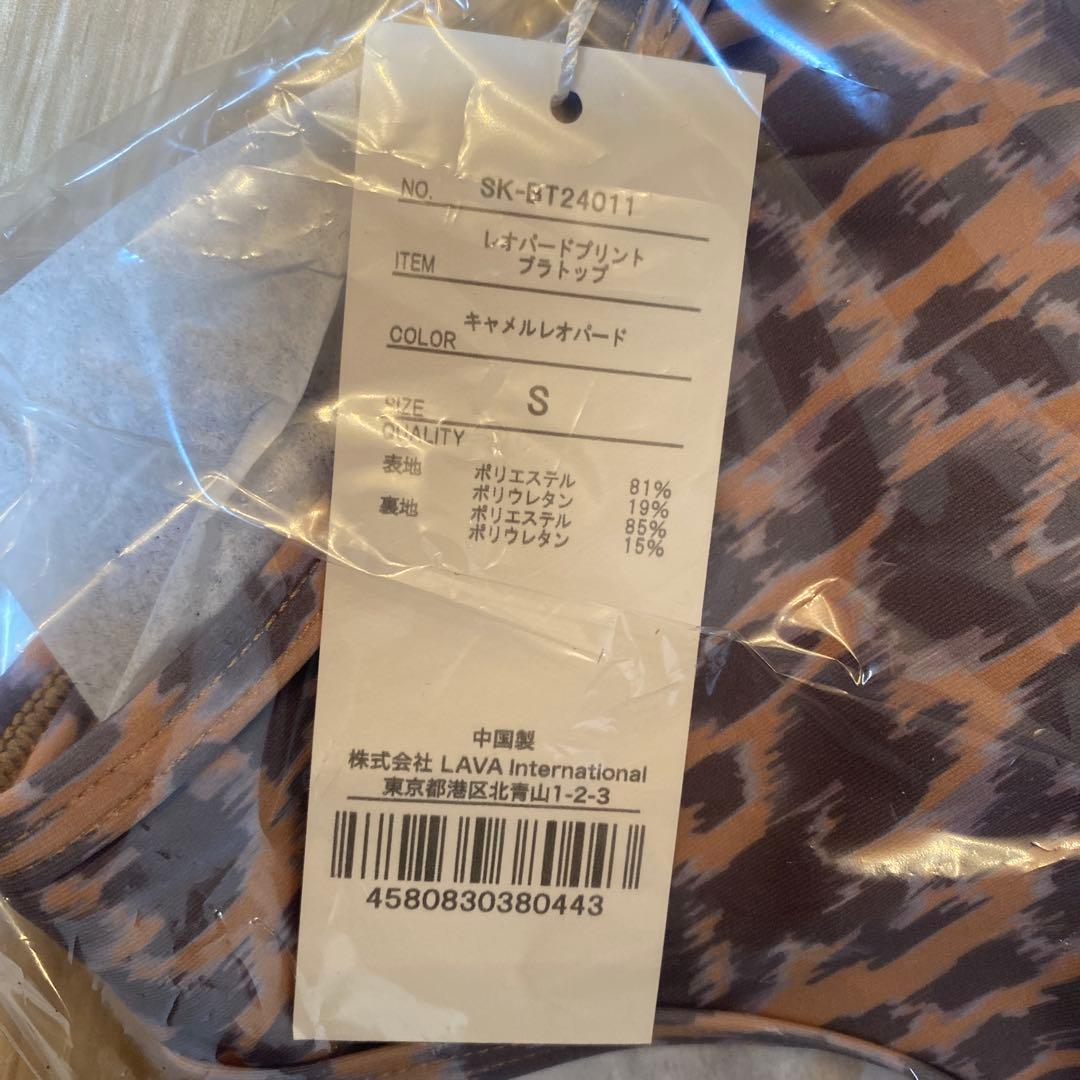 NO. SK-BT24011
レオパードプリント
ITEM ブラトップ
COLOR キャメルレオパード
SIZE S
QUALITY
表地 ポリエステル 81%
ポリウレタン 19%
裏地 ポリエステル 85%
ポリウレタン 15%
中国製
株式会社 LAVA International
東京都港区北青山1-2-3
4580830380443